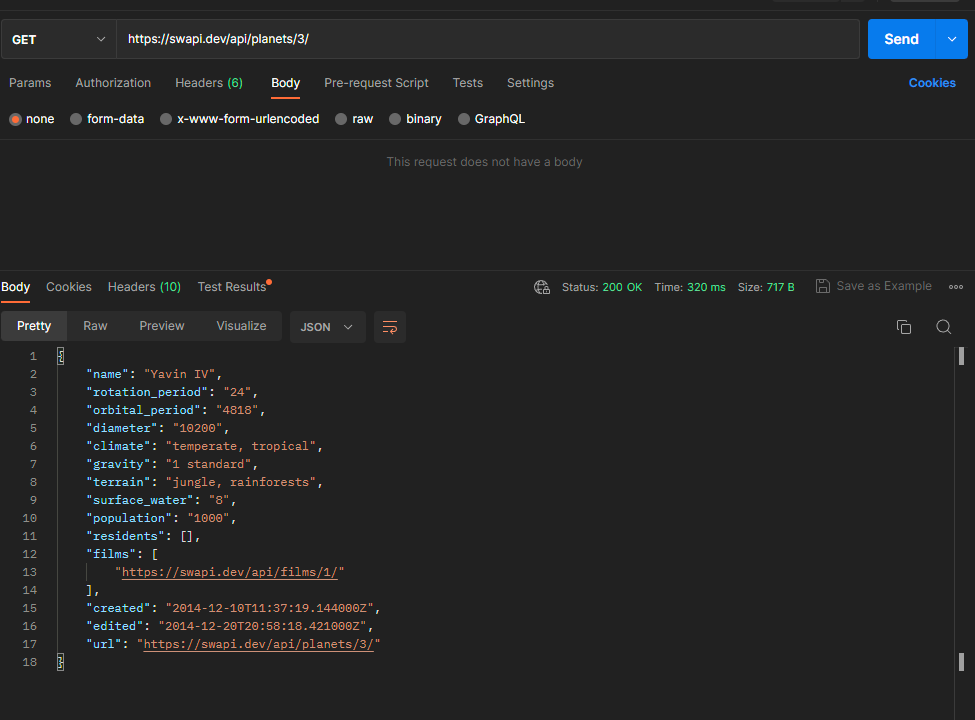 GET https://swapi.dev/api/planets/3/ Send
Params Authorization Headers (6) Body Pre-request Script Tests Settings Cookies
none form-data x-www-form-urlencoded raw binary GraphQL
This request does not have a body
Body Cookies Headers (10) Test Results Status: 200 OK Time: 320 ms Size: 717 B Save as Example
Pretty Raw Preview Visualize JSON
1 {
2 "name": "Yavin IV",
3 "rotation_period": "24",
4 "orbital_period": "4818",
5 "diameter": "10200",
6 "climate": "temperate, tropical",
7 "gravity": "1 standard",
8 "terrain": "jungle, rainforests",
9 "surface_water": "8",
10 "population": "1000",
11 "residents": [],
12 "films": [
13 "https://swapi.dev/api/films/1/"
14 ],
15 "created": "2014-12-10T11:37:19.144000Z",
16 "edited": "2014-12-20T20:58:18.421000Z",
17 "url": "https://swapi.dev/api/planets/3/"
18 }